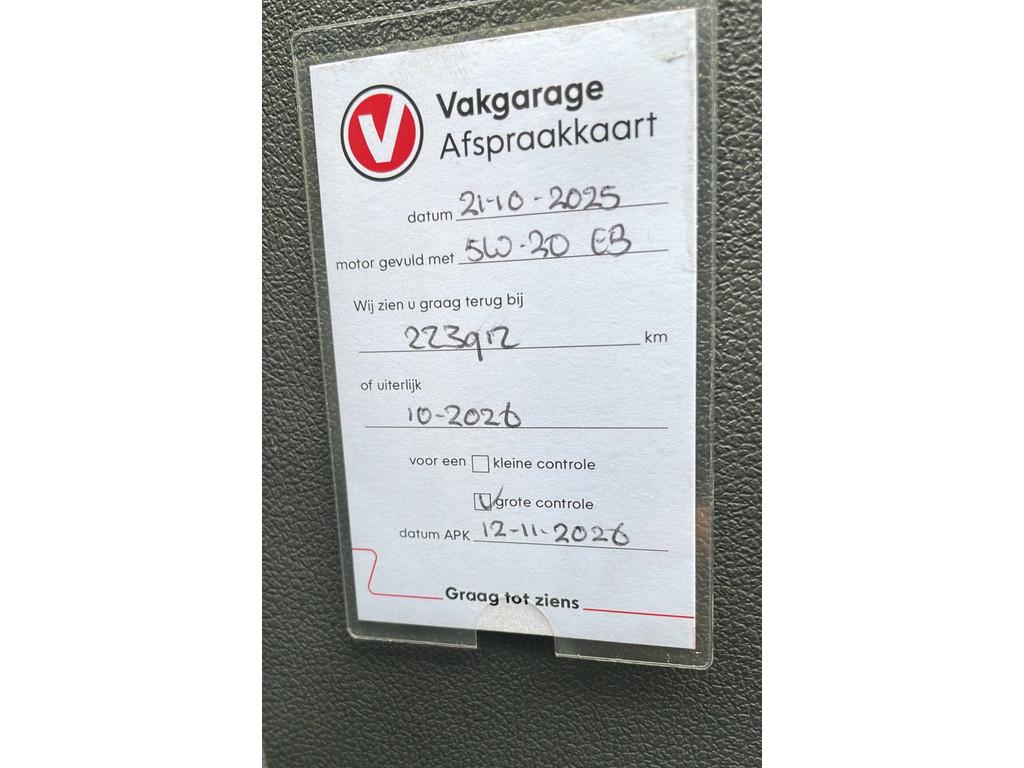 V
Vakgarage
Afspraakkaart
datum 21-10-2025
motor gevuld met 5W-20 EB
Wij zien u graag terug bij
223912 km
of uiterlijk
10-2026
voor een kleine controle
grote controle
datum APK 12-11-2026
Graag tot ziens